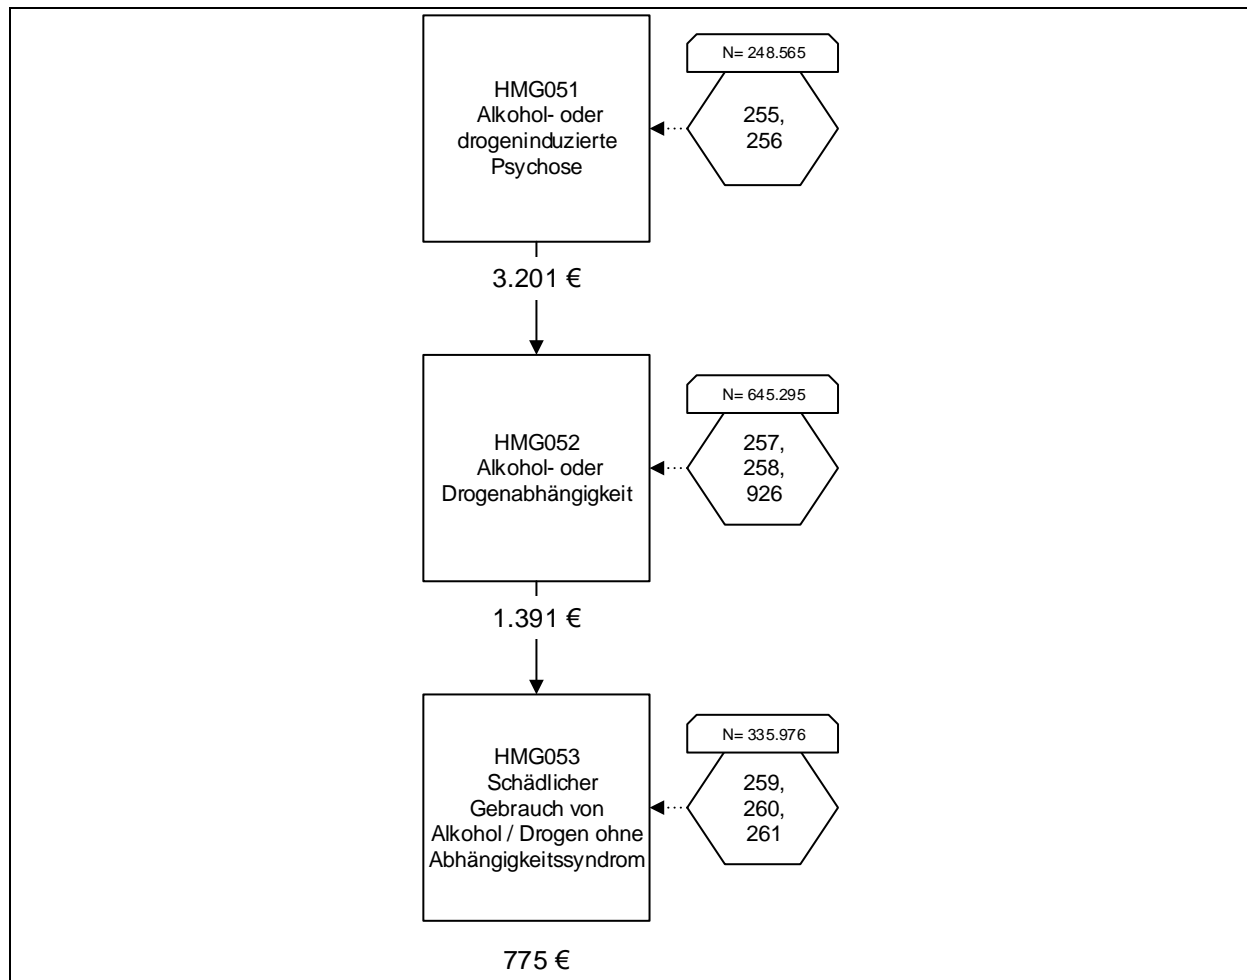 HMG051
Alkohol- oder
drogeninduzierte
Psychose
N= 248.565
255,
256
3.201 €
HMG052
Alkohol- oder
Drogenabhängigkeit
N= 645.295
257,
258,
926
1.391 €
HMG053
Schädlicher
Gebrauch von
Alkohol / Drogen ohne
Abhängigkeitssyndrom
N= 335.976
259,
260,
261
775 €